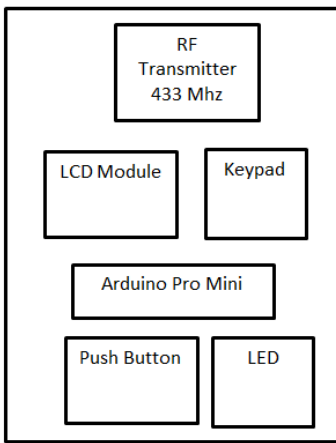 RF
Transmitter
433 Mhz
LCD Module
Keypad
Arduino Pro Mini
Push Button
LED